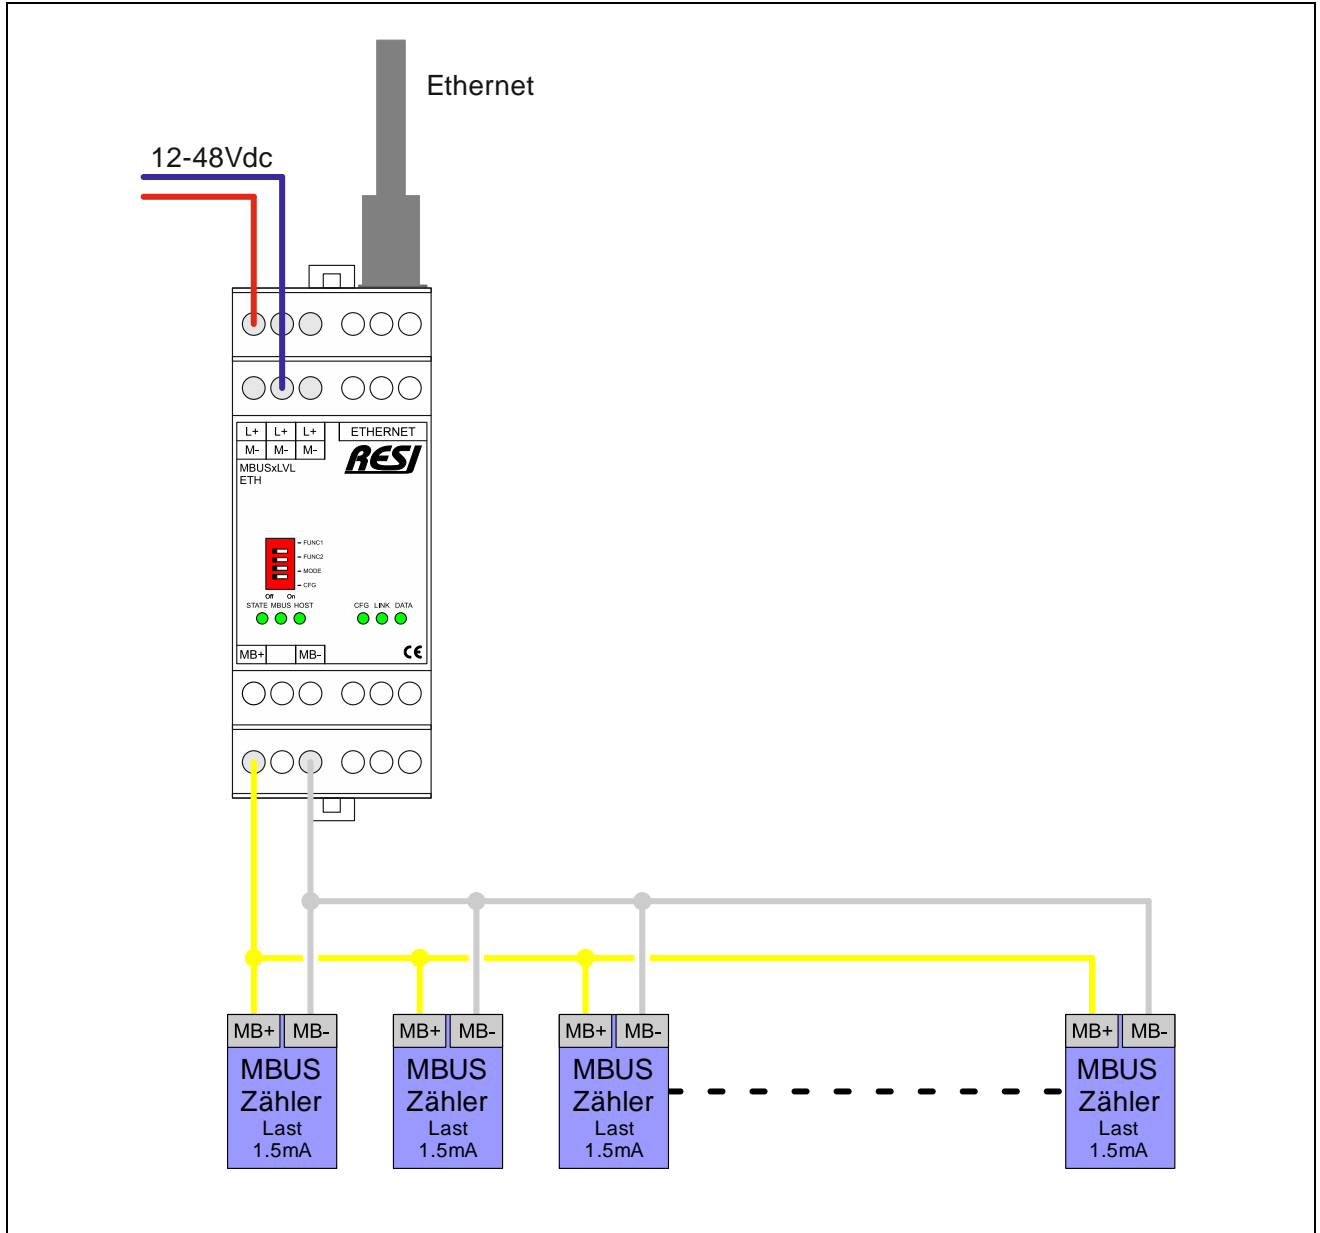 Ethernet
12-48Vdc
L+ L+ L+ ETHERNET
M- M- M- RESI
MBUSxLVL
ETH
FUNC1
FUNC2
MODE
CFG
Off On
STATE MBUS HOST CFG LINK DATA
MB+ MB- CE
MB+ MB- MB+ MB- MB+ MB- MB+ MB-
MBUS MBUS MBUS MBUS
Zähler Zähler Zähler Zähler
Last Last Last Last
1.5mA 1.5mA 1.5mA 1.5mA